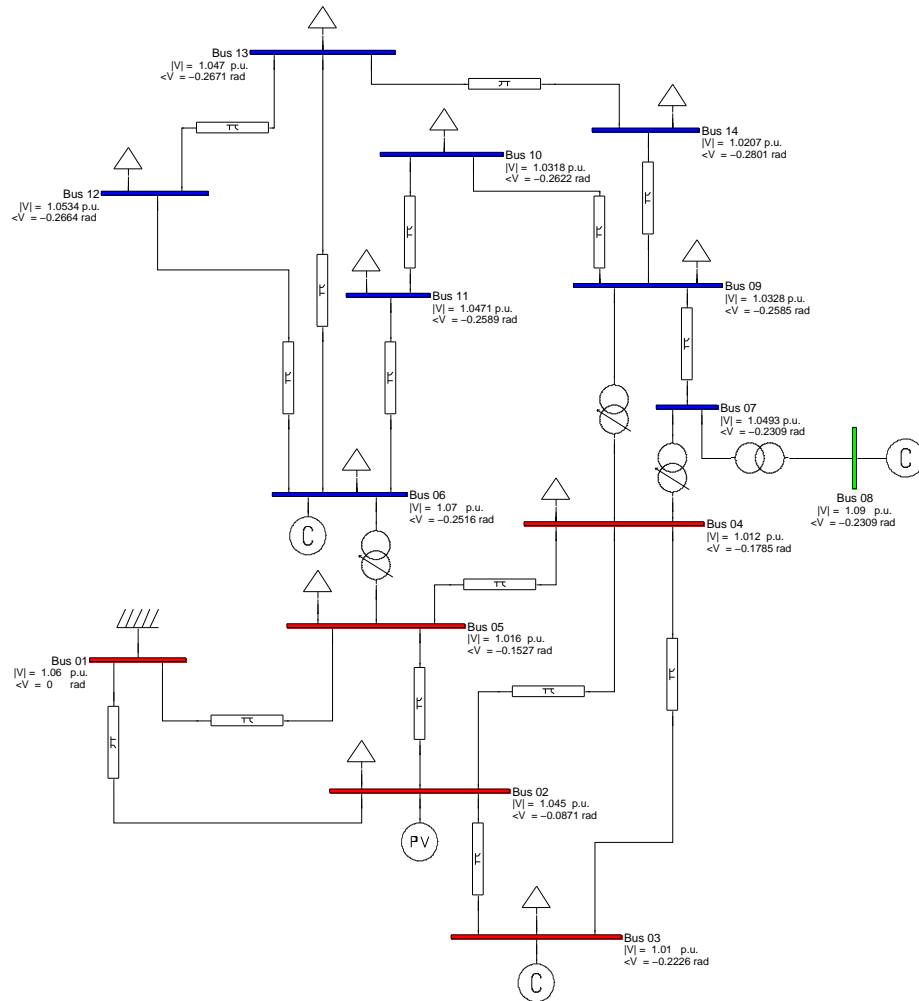 Bus 13
|V| = 1.047 p.u.
<V = −0.2671 rad
Bus 14
|V| = 1.0207 p.u.
<V = −0.2801 rad
Bus 10
|V| = 1.0318 p.u.
<V = −0.2622 rad
Bus 12
|V| = 1.0534 p.u.
<V = −0.2664 rad
Bus 11
|V| = 1.0471 p.u.
<V = −0.2589 rad
Bus 09
|V| = 1.0328 p.u.
<V = −0.2585 rad
Bus 07
|V| = 1.0493 p.u.
<V = −0.2309 rad
C
Bus 08
|V| = 1.09 p.u.
<V = −0.2309 rad
Bus 06
|V| = 1.07 p.u.
<V = −0.2516 rad
C
Bus 04
|V| = 1.012 p.u.
<V = −0.1785 rad
Bus 05
|V| = 1.016 p.u.
<V = −0.1527 rad
Bus 01
|V| = 1.06 p.u.
<V = 0 rad
Bus 02
|V| = 1.045 p.u.
<V = −0.0871 rad
PV
Bus 03
|V| = 1.01 p.u.
<V = −0.2226 rad
C